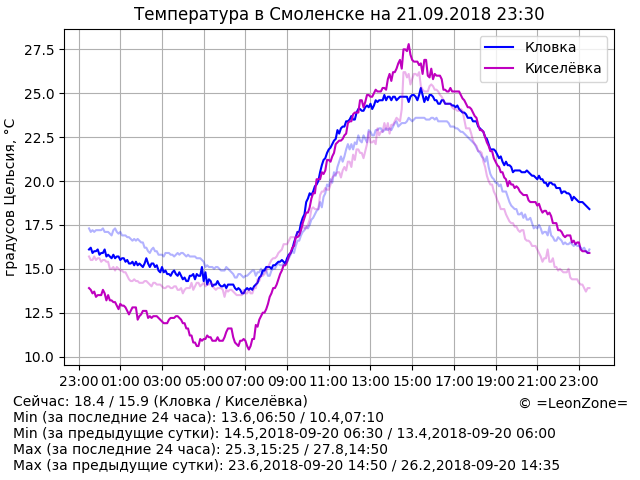 Температура в Смоленске на 21.09.2018 23:30
Кловка
Киселёвка
градусов Цельсия, °C
27.5
25.0
22.5
20.0
17.5
15.0
12.5
10.0
23:00 01:00 03:00 05:00 07:00 09:00 11:00 13:00 15:00 17:00 19:00 21:00 23:00
Сейчас: 18.4 / 15.9 (Кловка / Киселёвка)
© =LeonZone=
Min (за последние 24 часа): 13.6,06:50 / 10.4,07:10
Min (за предыдущие сутки): 14.5,2018-09-20 06:30 / 13.4,2018-09-20 06:00
Max (за последние 24 часа): 25.3,15:25 / 27.8,14:50
Max (за предыдущие сутки): 23.6,2018-09-20 14:50 / 26.2,2018-09-20 14:35